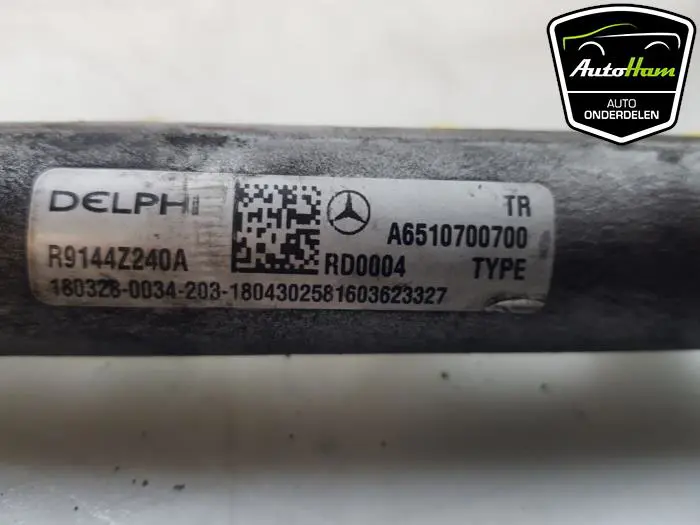 AutoHam
AUTO
ONDERDELEN
DELPHI
TR
A6510700700
R9144Z240A
RD0004
TYPE
180328-0034-203-1804302581603623327